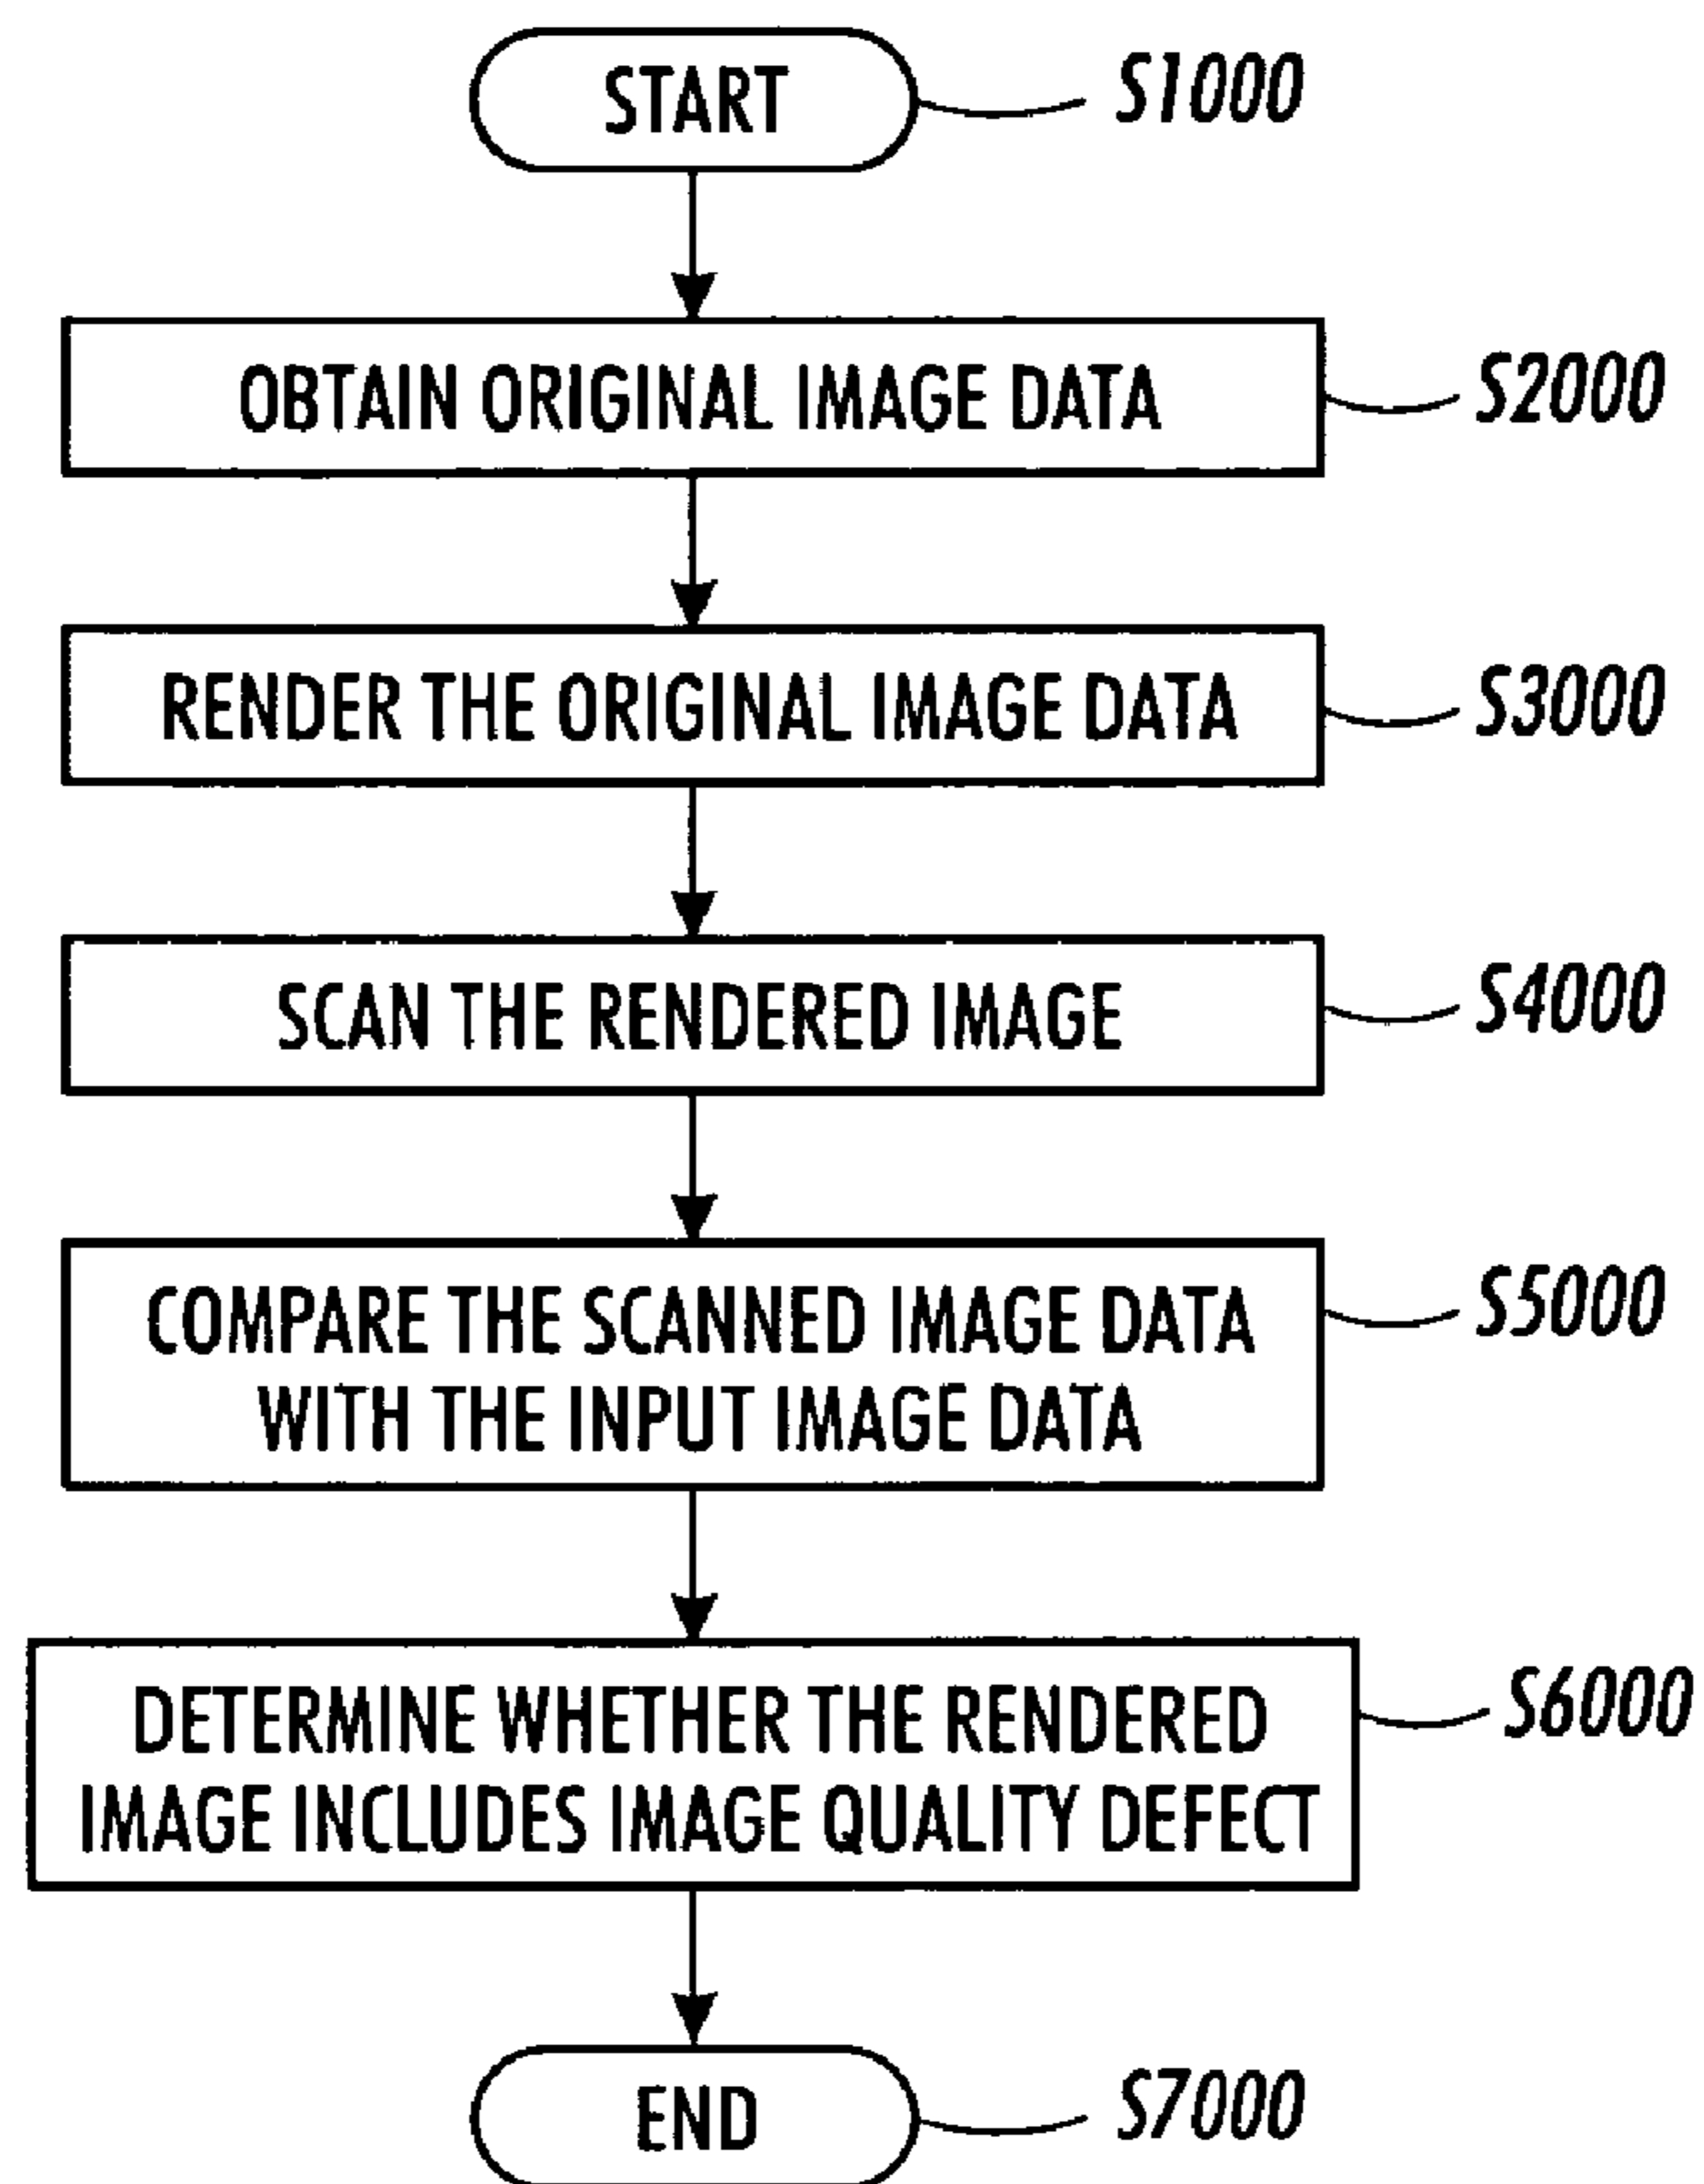 START
S1000
OBTAIN ORIGINAL IMAGE DATA
S2000
RENDER THE ORIGINAL IMAGE DATA
S3000
SCAN THE RENDERED IMAGE
S4000
COMPARE THE SCANNED IMAGE DATA
WITH THE INPUT IMAGE DATA
S5000
DETERMINE WHETHER THE RENDERED
IMAGE INCLUDES IMAGE QUALITY DEFECT
S6000
END
S7000